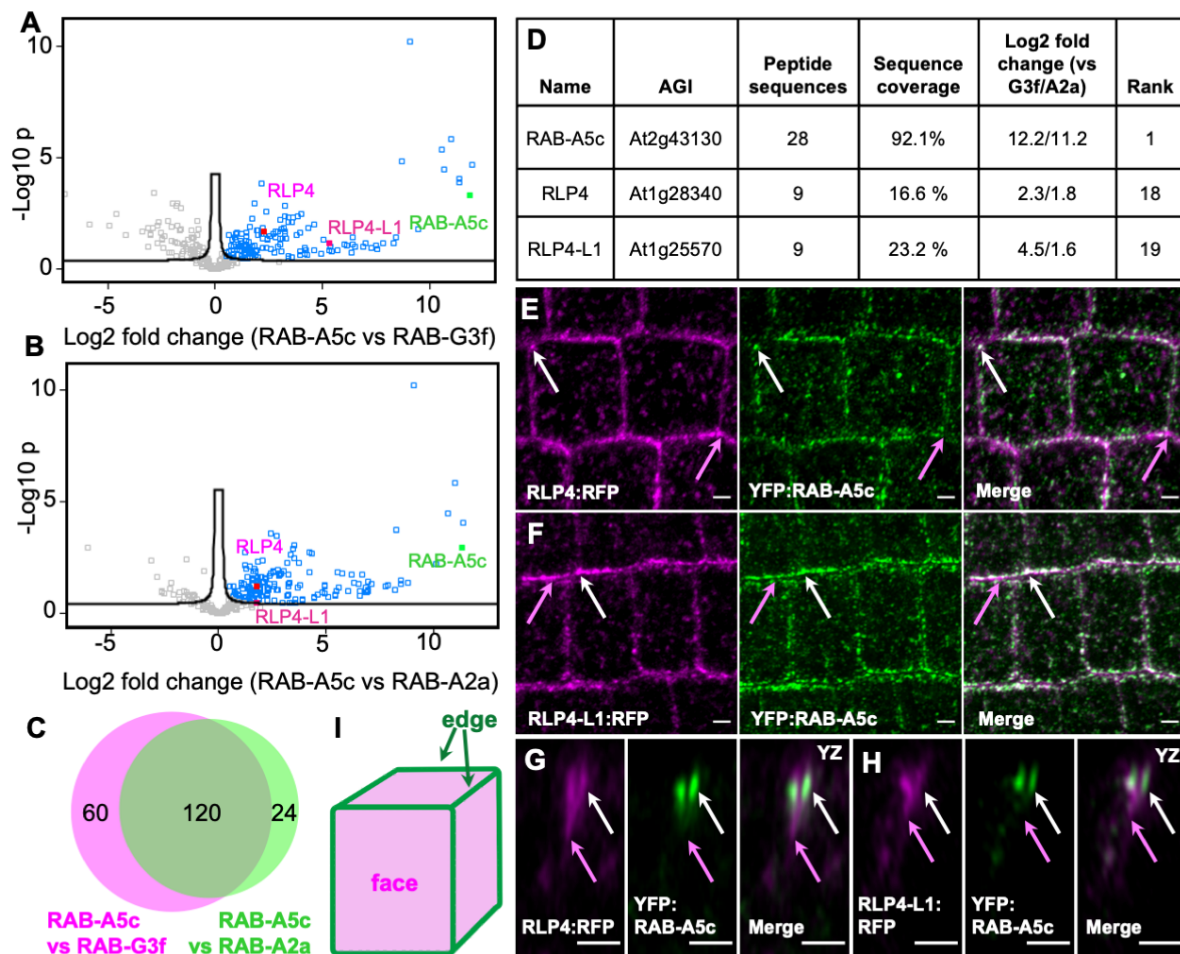 A
10
5
0
-Log10 p
RLP4
RLP4-L1
RAB-A5c
-5
0
5
10
Log2 fold change (RAB-A5c vs RAB-G3f)
B
10
5
0
-Log10 p
RLP4
RLP4-L1
RAB-A5c
-5
0
5
10
Log2 fold change (RAB-A5c vs RAB-A2a)
C
60
120
24
RAB-A5c
vs RAB-G3f
RAB-A5c
vs RAB-A2a
D
Name
AGI
Peptide
sequences
Sequence
coverage
Log2 fold
change (vs
G3f/A2a)
Rank
RAB-A5c At2g43130 28 92.1% 12.2/11.2 1
RLP4 At1g28340 9 16.6 % 2.3/1.8 18
RLP4-L1 At1g25570 9 23.2 % 4.5/1.6 19
E
RLP4:RFP
YFP:RAB-A5c
Merge
F
RLP4-L1:RFP
YFP:RAB-A5c
Merge
I
edge
face
G
RLP4:RFP
YFP:
RAB-A5c
YZ
Merge
H
RLP4-L1:
RFP
YFP:
RAB-A5c
YZ
Merge